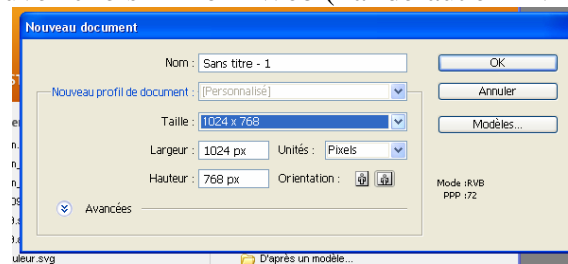 Nouveau document
Nom : Sans titre - 1
OK
Nouveau profil de document : [Personnalisé]
Annuler
Taille : 1024 x 768
Modèles...
Largeur : 1024 px Unités : Pixels
Hauteur : 768 px Orientation :
Mode :RVB
PPP :72
Avancées
uleur.svg
D'après un modèle...